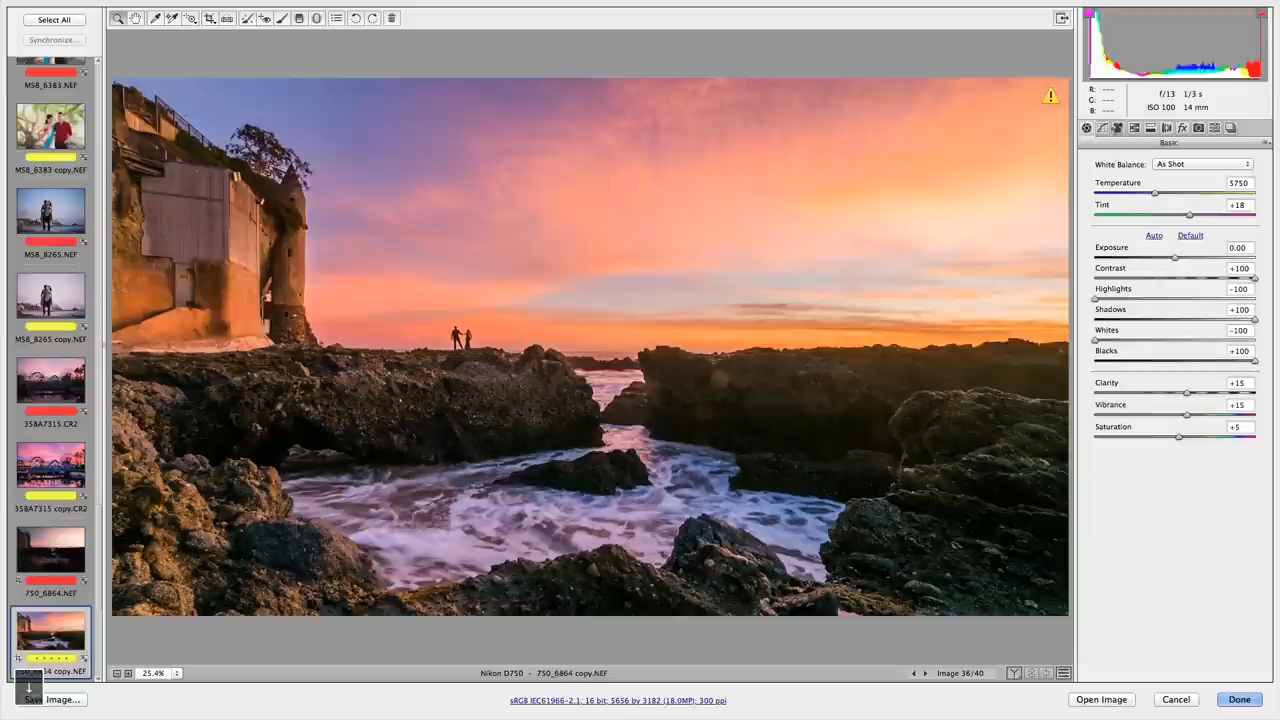 Select All
Synchronize...
MS8_6383.NEF
MS8_6383 copy.NEF
MS8_8265.NEF
MS8_8265 copy.NEF
358A7315.CR2
358A7315 copy.CR2
750_6864.NEF
copy.NEF
Save Image...
25.4%
Nikon D750 - 750_6864 copy.NEF
Image 36/40
sRGB IEC61966-2.1; 16 bit; 5656 by 3182 (18.0MP); 300 ppi
Open Image
Cancel
Done
R: ---
G: ---
B: ---
f/13 1/3 s
ISO 100 14 mm
fx
Basic
White Balance: As Shot
Temperature 5750
Tint +18
Auto Default
Exposure 0.00
Contrast +100
Highlights -100
Shadows +100
Whites -100
Blacks +100
Clarity +15
Vibrance +15
Saturation +5